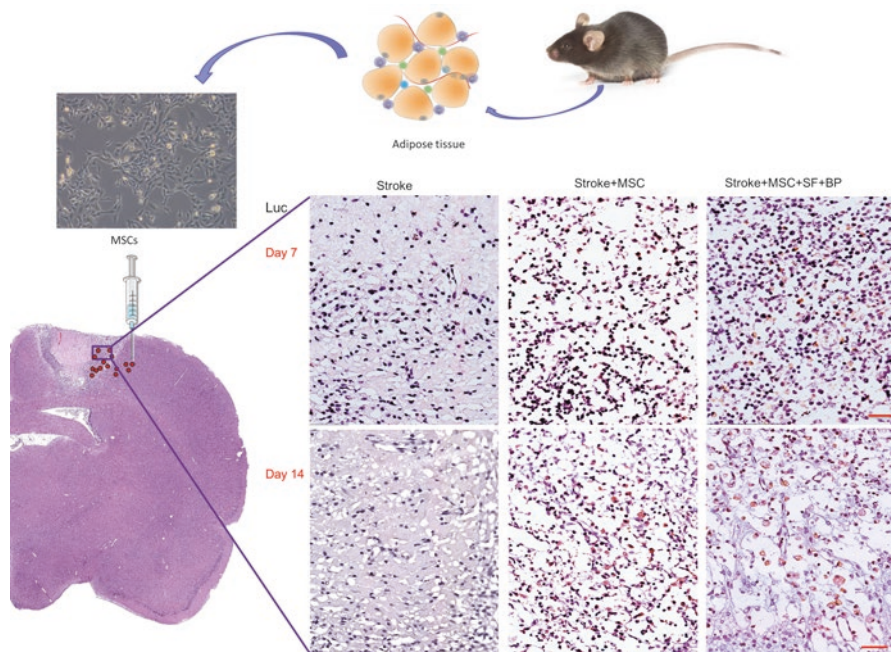 Adipose tissue
MSCs
Stroke
Stroke+MSC
Stroke+MSC+SF+BP
Luc
Day 7
Day 14